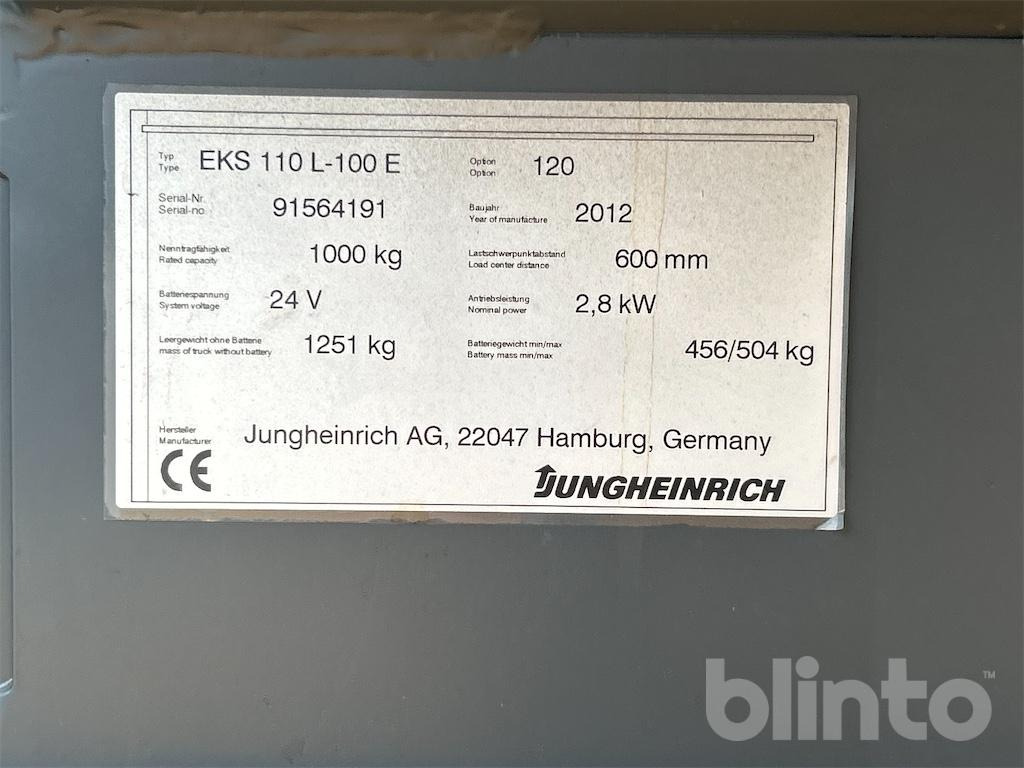 Typ EKS 110 L-100 E Option 120
Type Option
Serial-Nr. 91564191 Baujahr 2012
Serial-no. Year of manufacture
Nenntragfähigkeit 1000 kg Lastschwerpunktabstand 600 mm
Rated capacity Load center distance
Batteriespannung 24 V Antriebsleistung 2,8 kW
System voltage Nominal power
Leergewicht ohne Batterie 1251 kg Batteriegewicht min/max 456/504 kg
mass of truck without battery Battery mass min/max
Hersteller Jungheinrich AG, 22047 Hamburg, Germany
Manufacturer
CE JUNGHEINRICH
blinto™